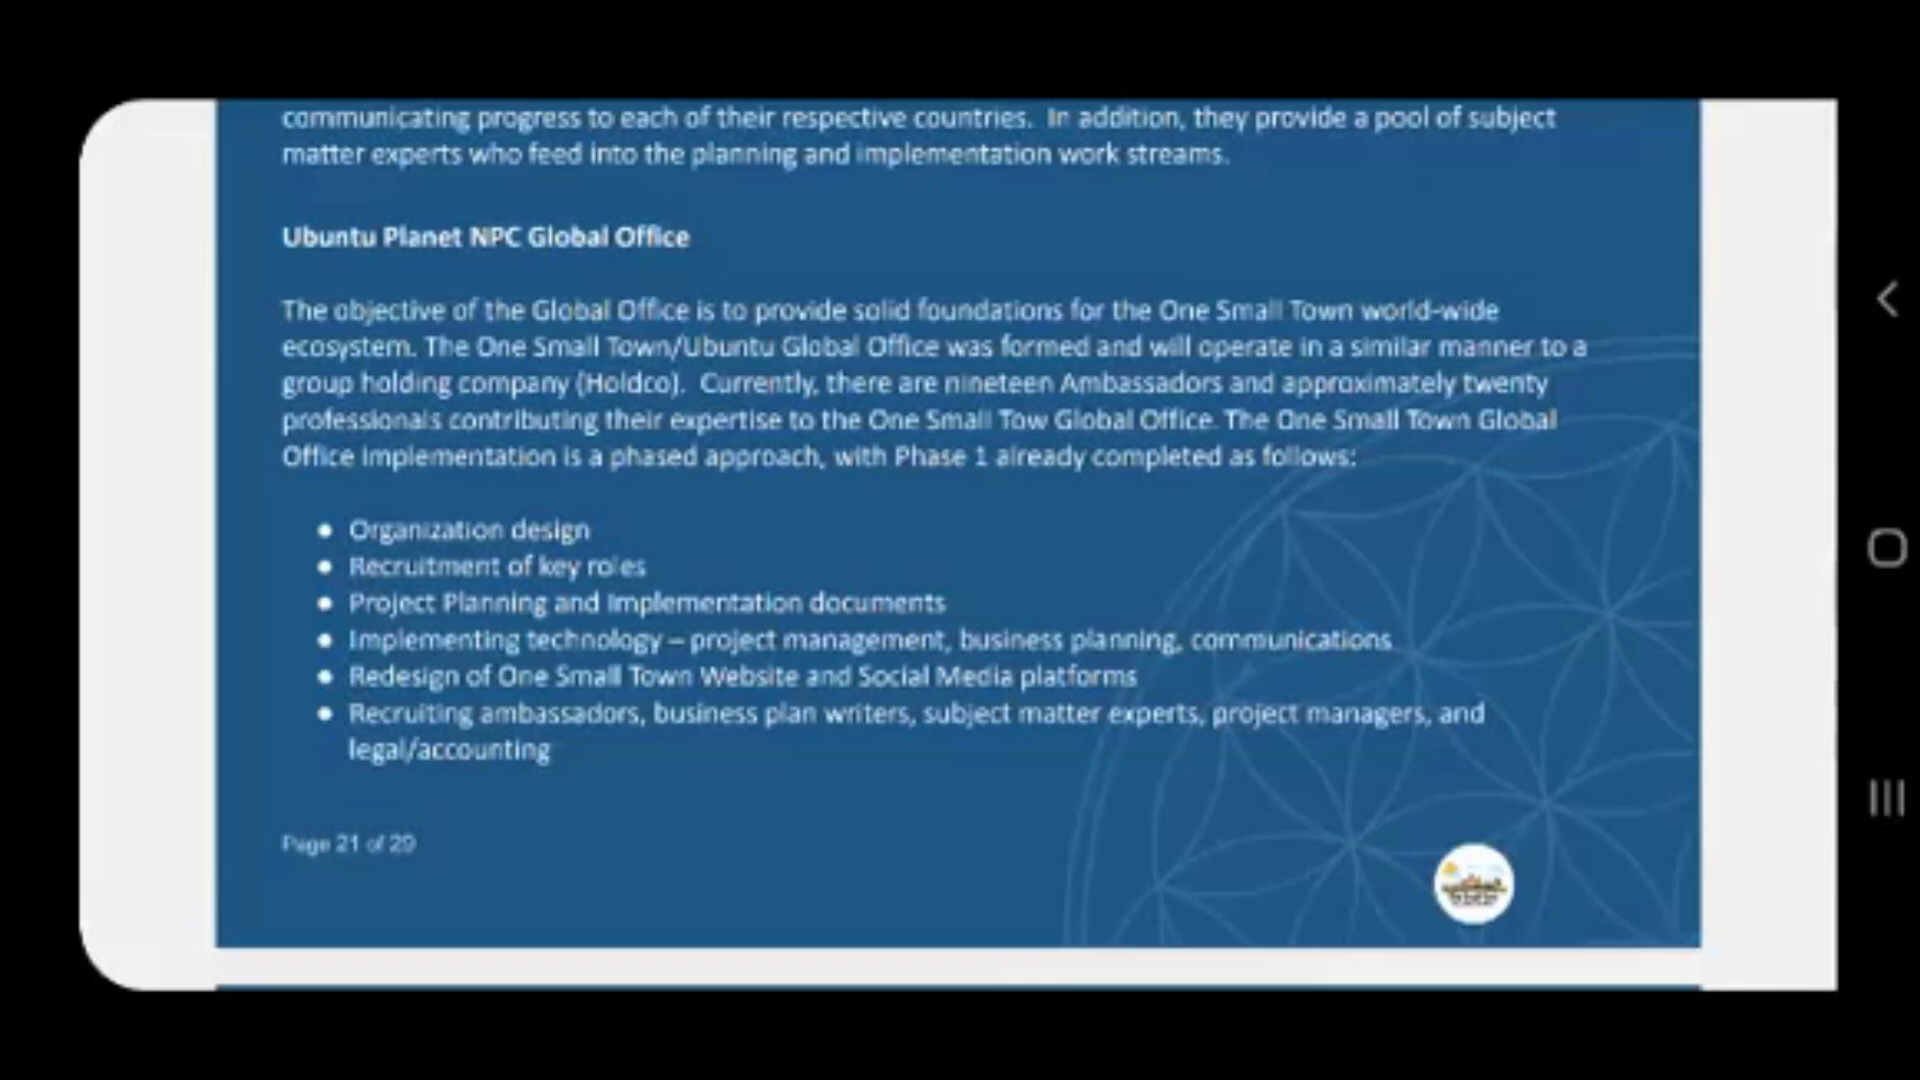 communicating progress to each of their respective countries.  In addition, they provide a pool of subject
matter experts who feed into the planning and implementation work streams.
Ubuntu Planet NPC Global Office
The objective of the Global Office is to provide solid foundations for the One Small Town world-wide
ecosystem. The One Small Town/Ubuntu Global Office was formed and will operate in a similar manner to a
group holding company (Holdco).  Currently, there are nineteen Ambassadors and approximately twenty
professionals contributing their expertise to the One Small Tow Global Office. The One Small Town Global
Office implementation is a phased approach, with Phase 1 already completed as follows:
● Organization design
● Recruitment of key roles
● Project Planning and Implementation documents
● Implementing technology – project management, business planning, communications
● Redesign of One Small Town Website and Social Media platforms
● Recruiting ambassadors, business plan writers, subject matter experts, project managers, and
legal/accounting
Page 21 of 29